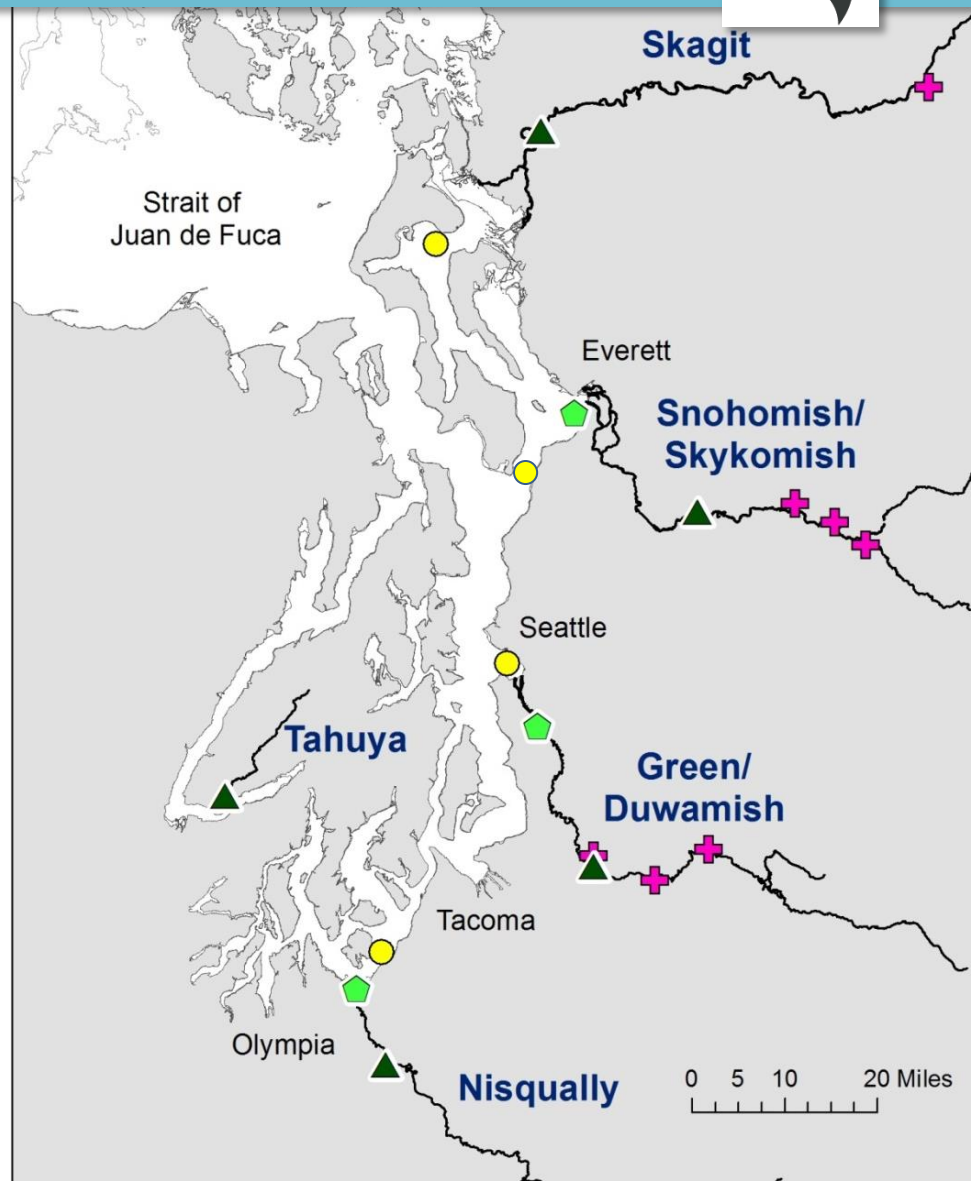 Skagit
Strait of
Juan de Fuca
Everett
Snohomish/
Skykomish
Seattle
Tahuya
Green/
Duwamish
Tacoma
Olympia
Nisqually
0 5 10 20 Miles